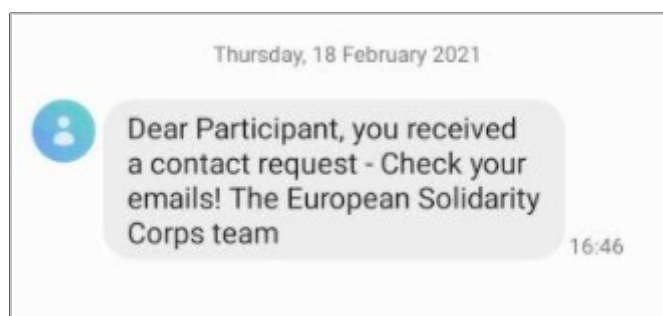 Thursday, 18 February 2021
Dear Participant, you received
a contact request - Check your
emails! The European Solidarity
Corps team
16:46